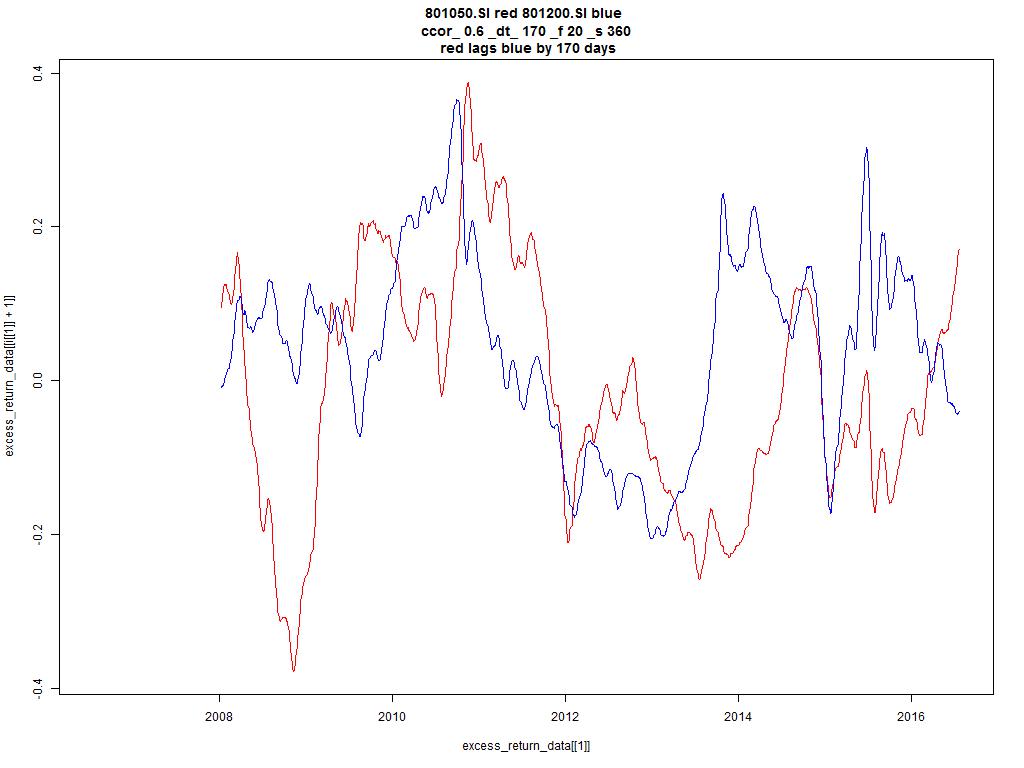 801050.SI red 801200.SI blue
ccor_ 0.6 _dt_ 170 _f 20 _s 360
red lags blue by 170 days
0.4
0.2
0.0
-0.2
-0.4
excess_return_data[[i[1]] + 1]]
2008 2010 2012 2014 2016
excess_return_data[[1]]